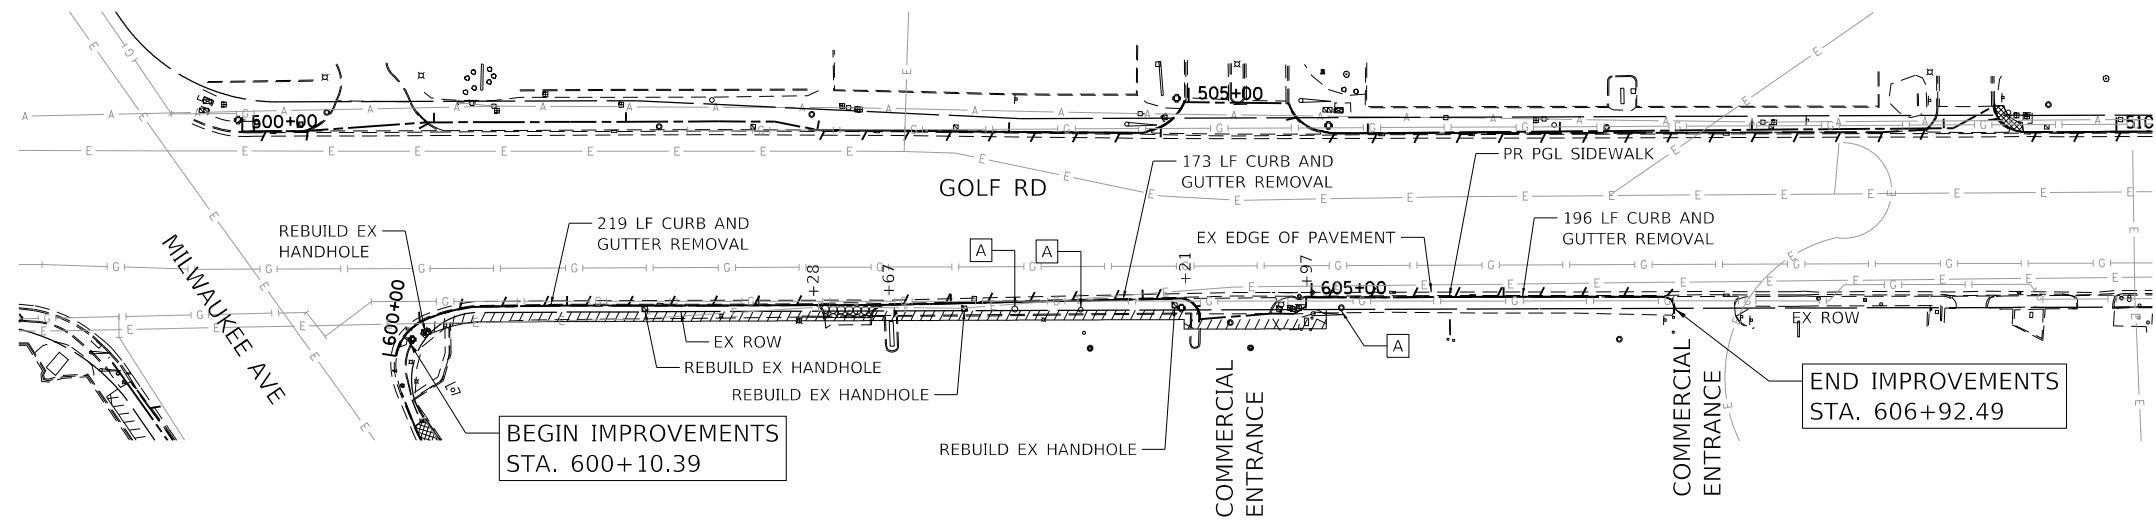 500+00
505+00
510
173 LF CURB AND
GUTTER REMOVAL
PR PGL SIDEWALK
GOLF RD
REBUILD EX
HANDHOLE
219 LF CURB AND
GUTTER REMOVAL
196 LF CURB AND
GUTTER REMOVAL
EX EDGE OF PAVEMENT
MILWAUKEE AVE
A
A
+28
+67
+21
+97
600+00
605+00
EX ROW
EX ROW
A
REBUILD EX HANDHOLE
REBUILD EX HANDHOLE
REBUILD EX HANDHOLE
BEGIN IMPROVEMENTS
STA. 600+10.39
COMMERCIAL
ENTRANCE
COMMERCIAL
ENTRANCE
END IMPROVEMENTS
STA. 606+92.49